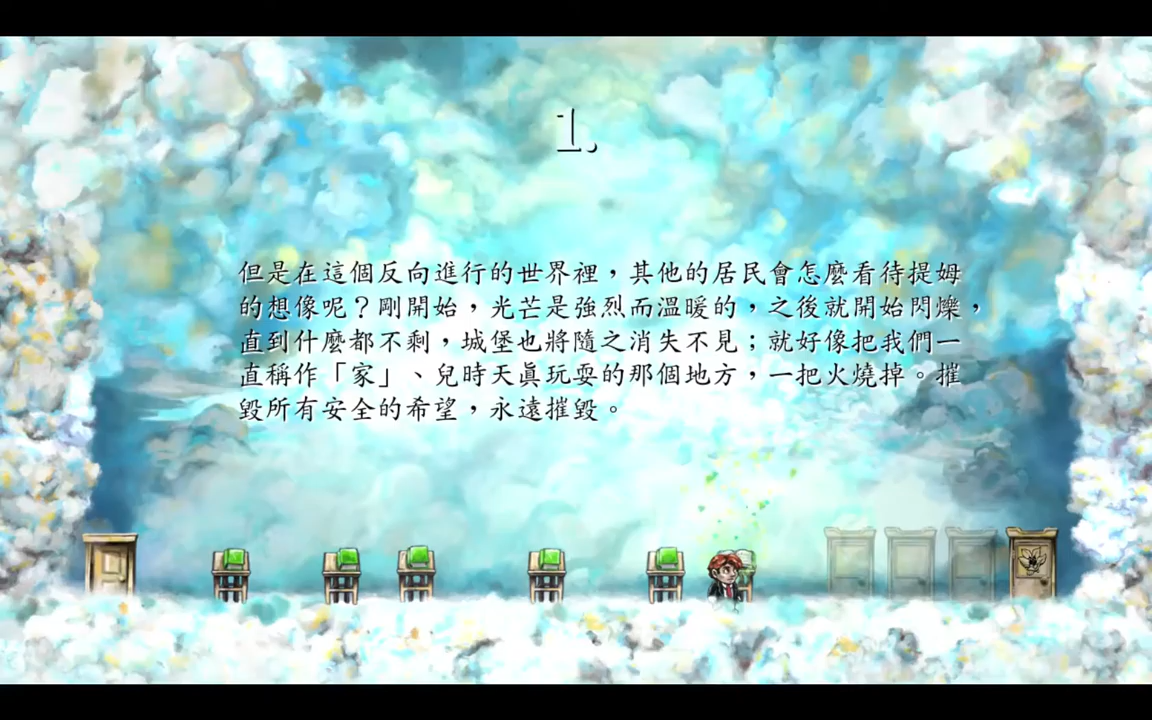 1.
但是在這個反向進行的世界裡，其他的居民會怎麼看待提姆
的想像呢？剛開始，光芒是強烈而溫暖的，之後就開始閃爍，
直到什麼都不剩，城堡也將隨之消失不見；就好像把我們一
直稱作「家」、兒時天真玩耍的那個地方，一把火燒掉。摧
毀所有安全的希望，永遠摧毀。